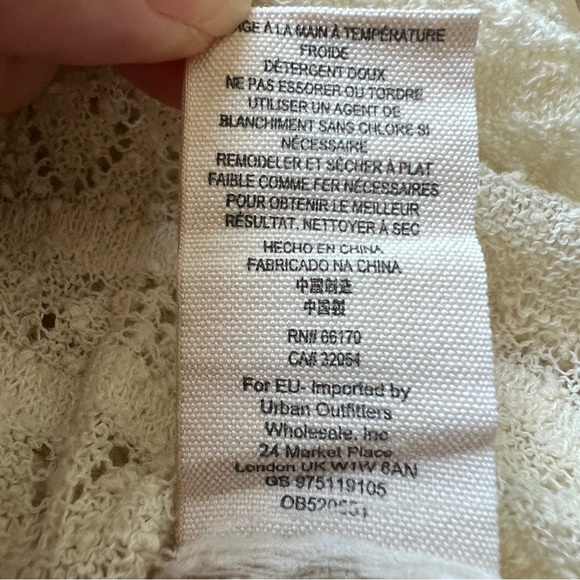 GE À LA MAIN À TEMPÉRATURE
FROIDE
DÉTERGENT DOUX
NE PAS ESSORER OU TORDRE
UTILISER UN AGENT DE
BLANCHIMENT SANS CHLORE SI
NÉCESSAIRE
REMODELER ET SÉCHER À PLAT
FAIBLE COMME FER NÉCESSAIRES
POUR OBTENIR LE MEILLEUR
RÉSULTAT, NETTOYER À SEC
HECHO EN CHINA
FABRICADO NA CHINA
中國創造
中国製
RN# 66170
CA# 32054
For EU- Imported by
Urban Outfitters
Wholesale, Inc
24 Market Place
London UK W1W 8AN
GB 975119105